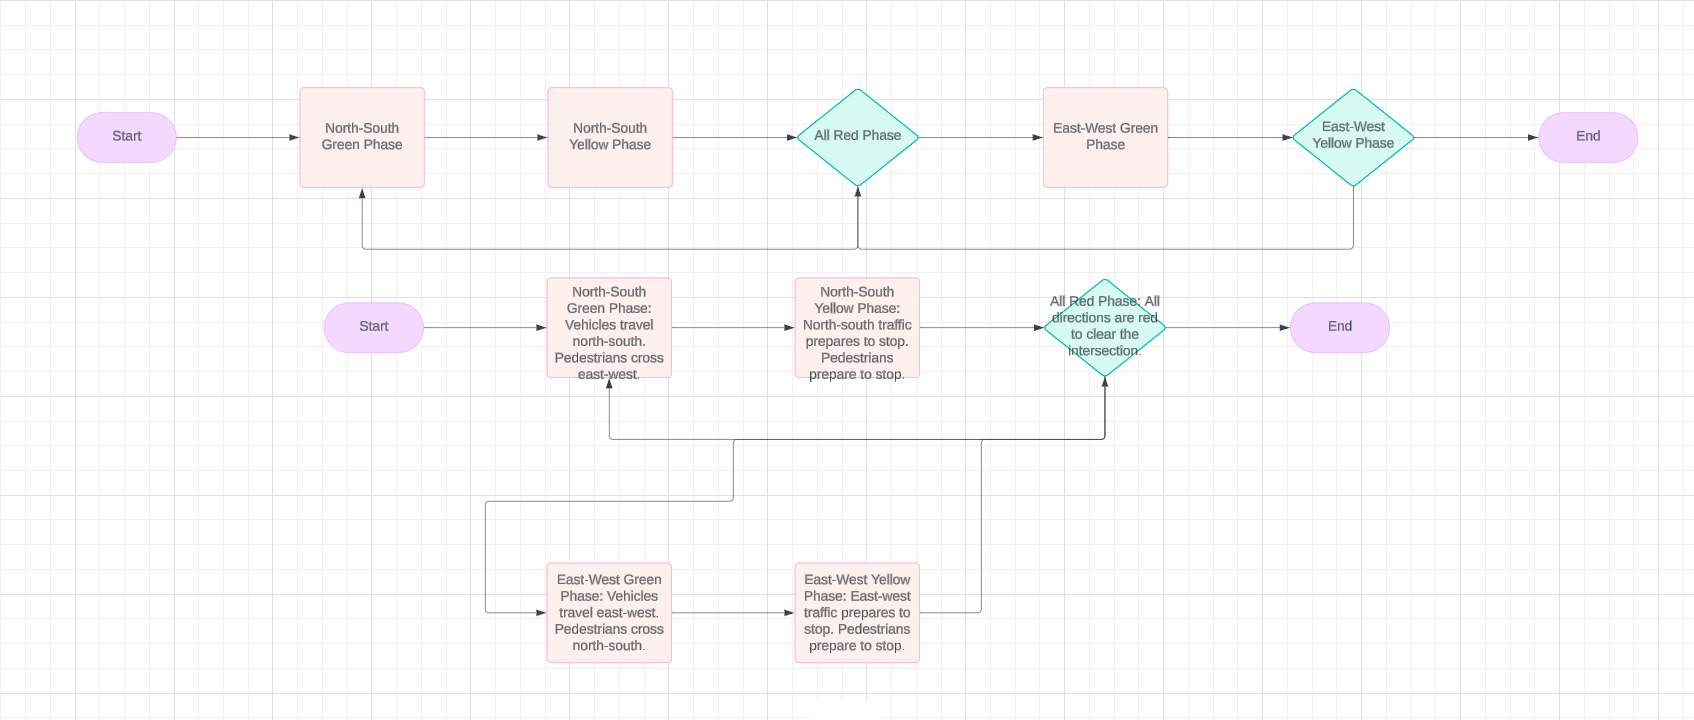 Start
North-South
Green Phase
North-South
Yellow Phase
All Red Phase
East-West Green
Phase
East-West
Yellow Phase
End
Start
North-South
Green Phase:
Vehicles travel
north-south.
Pedestrians cross
east-west.
North-South
Yellow Phase:
North-south traffic
prepares to stop.
Pedestrians
prepare to stop.
All Red Phase: All
directions are red
to clear the
intersection.
End
East-West Green
Phase: Vehicles
travel east-west.
Pedestrians cross
north-south.
East-West Yellow
Phase: East-west
traffic prepares to
stop. Pedestrians
prepare to stop.